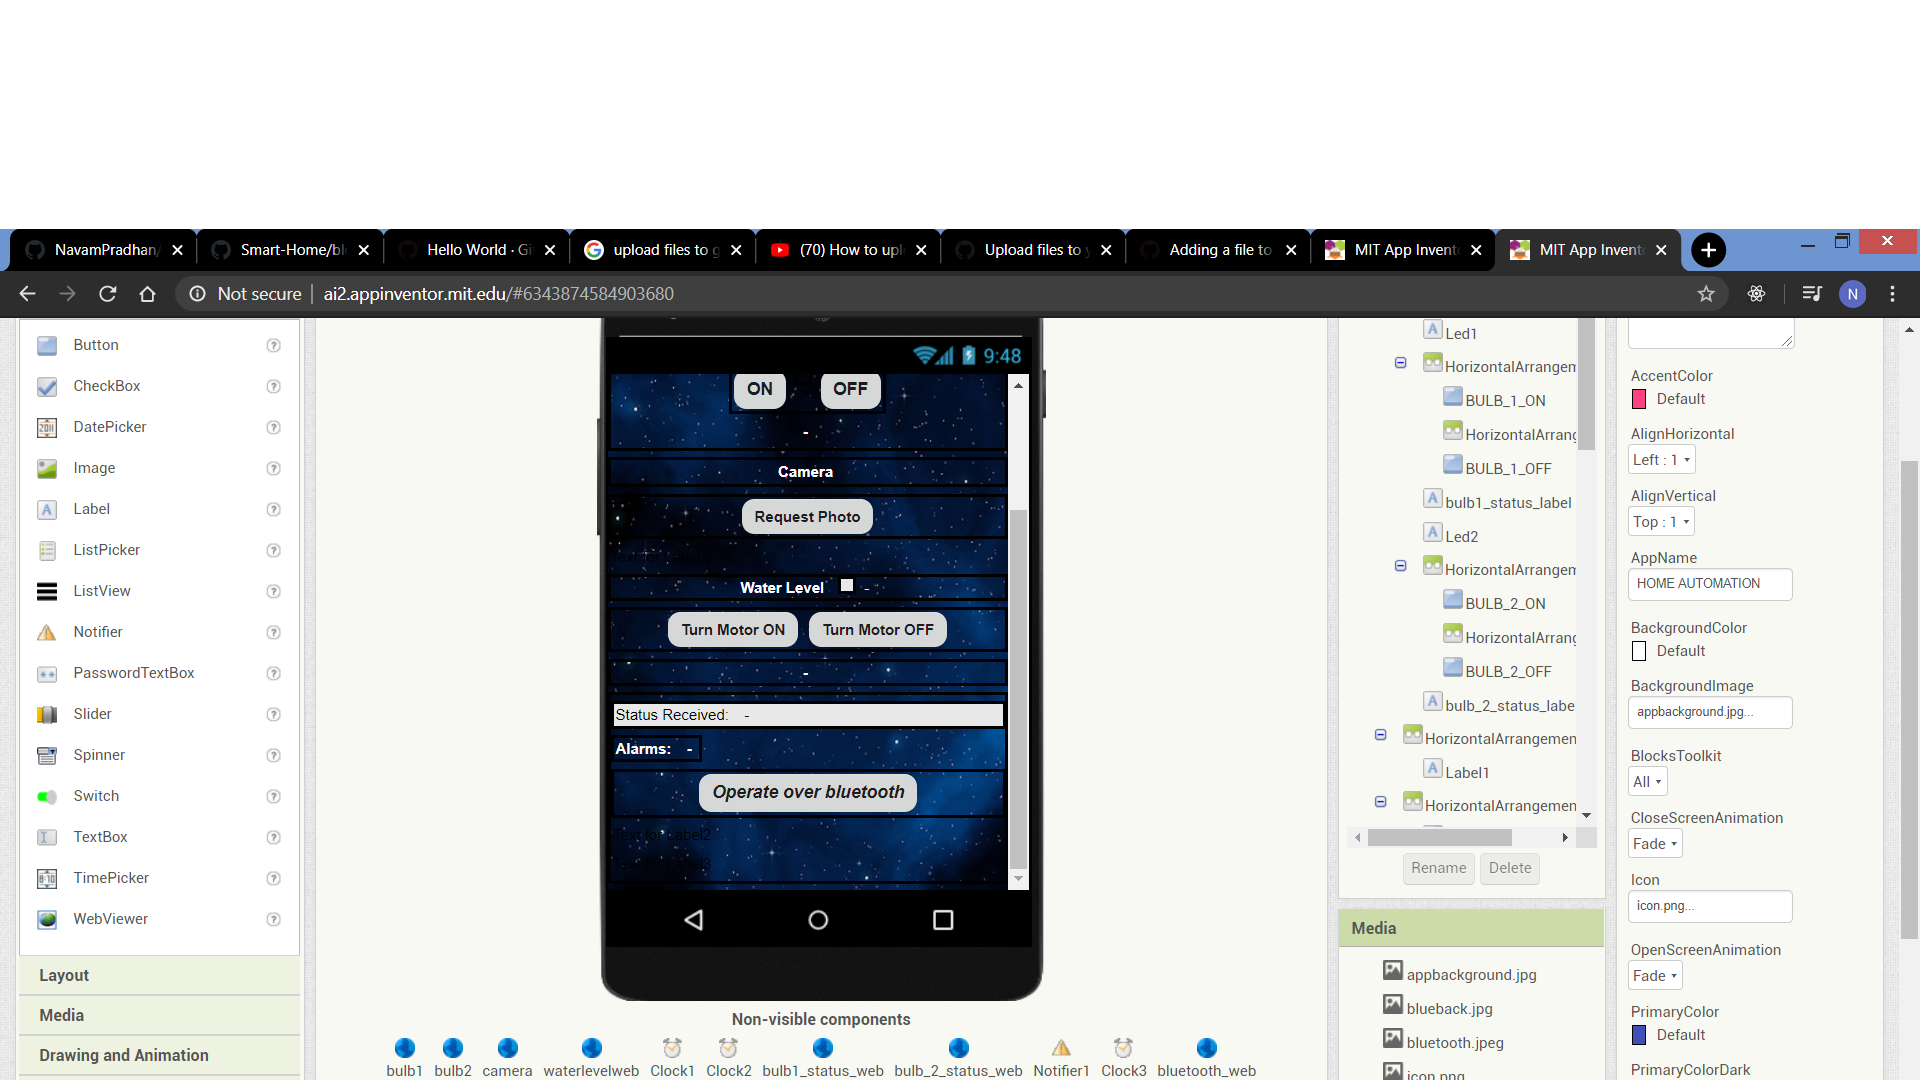 NavamPradhan/
Smart-Home/bl
Hello World · Gi
upload files to g
(70) How to upl
Upload files to y
Adding a file to
MIT App Invent
MIT App Invent
Not secure | ai2.appinventor.mit.edu/#6343874584903680
N
Button
CheckBox
DatePicker
Image
Label
ListPicker
ListView
Notifier
PasswordTextBox
Slider
Spinner
Switch
TextBox
TimePicker
WebViewer
Layout
Media
Drawing and Animation
9:48
ON OFF
-
Camera
Request Photo
Water Level -
Turn Motor ON Turn Motor OFF
-
Status Received: -
Alarms: -
Operate over bluetooth
Text for Label2
Non-visible components
bulb1 bulb2 camera waterlevelweb Clock1 Clock2 bulb1_status_web bulb_2_status_web Notifier1 Clock3 bluetooth_web
Led1
HorizontalArrangem
BULB_1_ON
HorizontalArrang
BULB_1_OFF
bulb1_status_label
Led2
HorizontalArrangem
BULB_2_ON
HorizontalArrang
BULB_2_OFF
bulb_2_status_labe
HorizontalArrangemen
Label1
HorizontalArrangemen
Rename Delete
Media
appbackground.jpg
blueback.jpg
bluetooth.jpeg
icon.png
AccentColor
Default
AlignHorizontal
Left : 1
AlignVertical
Top : 1
AppName
HOME AUTOMATION
BackgroundColor
Default
BackgroundImage
appbackground.jpg...
BlocksToolkit
All
CloseScreenAnimation
Fade
Icon
icon.png...
OpenScreenAnimation
Fade
PrimaryColor
Default
PrimaryColorDark